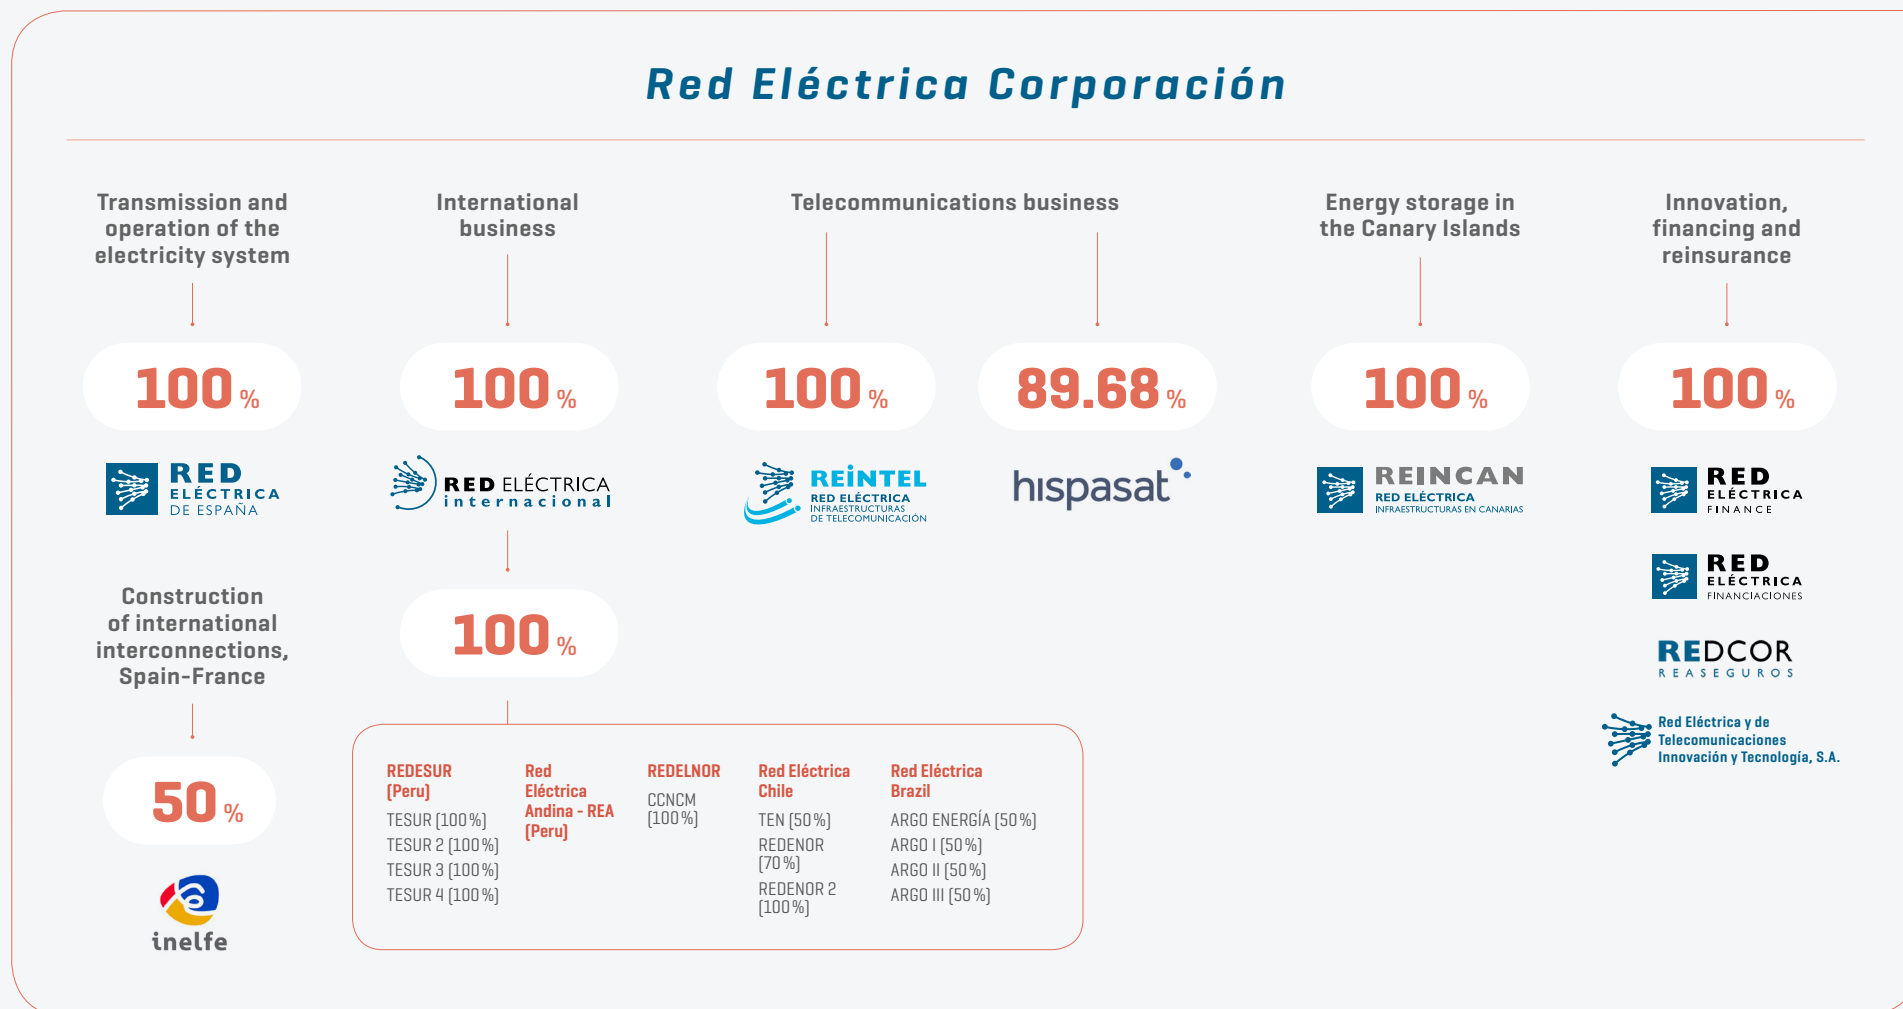 Red Eléctrica Corporación
Transmission and
operation of the
electricity system
100 %
RED
ELÉCTRICA
DE ESPAÑA
Construction
of international
interconnections,
Spain-France
50 %
inelfe
International
business
100 %
RED ELÉCTRICA
internacional
100 %
REDESUR
(Peru)
TESUR (100 %)
TESUR 2 (100 %)
TESUR 3 (100 %)
TESUR 4 (100 %)
Red
Eléctrica
Andina - REA
(Peru)
REDELNOR
CCNCM
(100 %)
Red Eléctrica
Chile
TEN (50 %)
REDENOR
(70 %)
REDENOR 2
(100 %)
Red Eléctrica
Brazil
ARGO ENERGÍA (50 %)
ARGO I (50 %)
ARGO II (50 %)
ARGO III (50 %)
Telecommunications business
100 %
REINTEL
RED ELÉCTRICA
INFRAESTRUCTURAS
DE TELECOMUNICACIÓN
89.68 %
hispasat
Energy storage in
the Canary Islands
100 %
REINCAN
RED ELÉCTRICA
INFRAESTRUCTURAS EN CANARIAS
Innovation,
financing and
reinsurance
100 %
RED
ELÉCTRICA
FINANCE
RED
ELÉCTRICA
FINANCIACIONES
REDCOR
REASEGUROS
Red Eléctrica y de
Telecomunicaciones
Innovación y Tecnología, S.A.